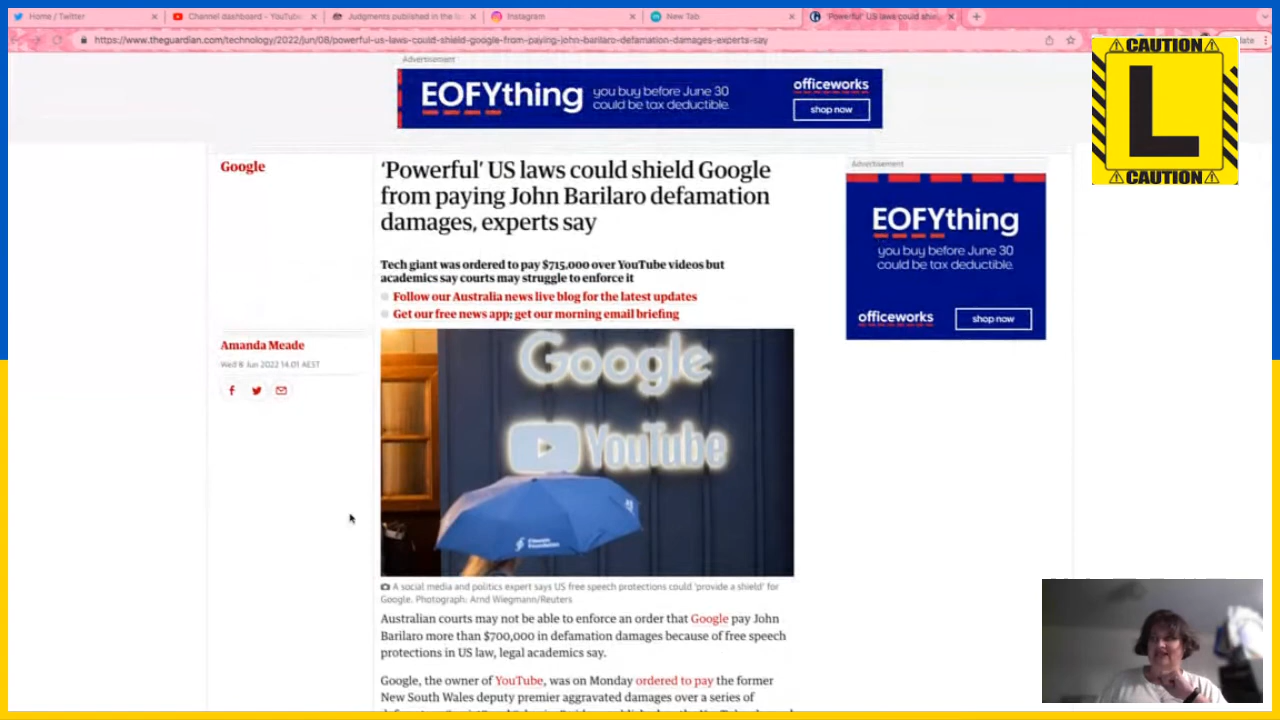 Home / Twitter
Channel dashboard - YouTube
Judgments published in the la
Instagram
New Tab
'Powerful' US laws could shi
https://www.theguardian.com/technology/2022/jun/08/powerful-us-laws-could-shield-google-from-paying-john-barilaro-defamation-damages-experts-say
CAUTION
L
CAUTION
Advertisement
EOFYthing
you buy before June 30
could be tax deductible.
officeworks
shop now
Google
'Powerful' US laws could shield Google
from paying John Barilaro defamation
damages, experts say
Advertisement
EOFYthing
you buy before June 30
could be tax deductible.
officeworks
shop now
Tech giant was ordered to pay $715,000 over YouTube videos but
academics say courts may struggle to enforce it
Follow our Australia news live blog for the latest updates
Get our free news app; get our morning email briefing
Amanda Meade
Wed 8 Jun 2022 14.01 AEST
Google
YouTube
A social media and politics expert says US free speech protections could 'provide a shield' for
Google. Photograph: Arnd Wiegmann/Reuters
Australian courts may not be able to enforce an order that Google pay John
Barilaro more than $700,000 in defamation damages because of free speech
protections in US law, legal academics say.
Google, the owner of YouTube, was on Monday ordered to pay the former
New South Wales deputy premier aggravated damages over a series of